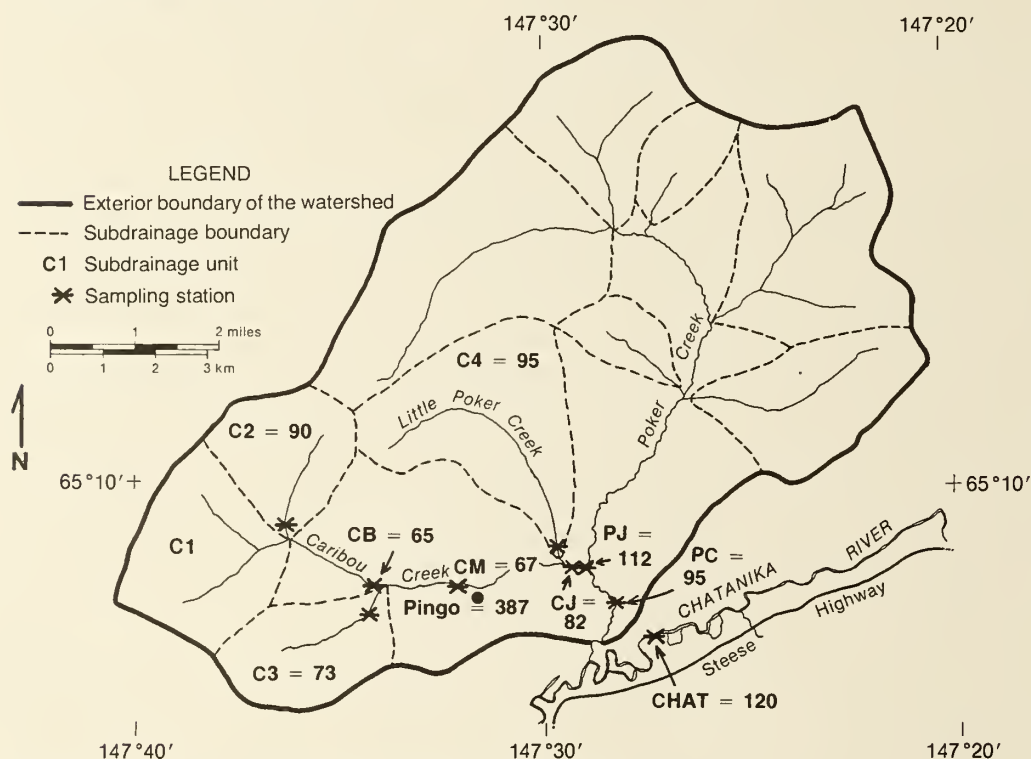 147°30′
147°20′
LEGEND
Exterior boundary of the watershed
Subdrainage boundary
C1 Subdrainage unit
Sampling station
0 1 2 miles
0 1 2 3 km
N
C4 = 95
Little Poker Creek
Poker Creek
C2 = 90
65°10′+
+65°10′
C1
CB = 65
Caribou Creek
CM = 67
Pingo = 387
PJ =
112
CJ =
82
PC =
95
CHATANIKA RIVER
Steese Highway
C3 = 73
CHAT = 120
147°40′
147°30′
147°20′